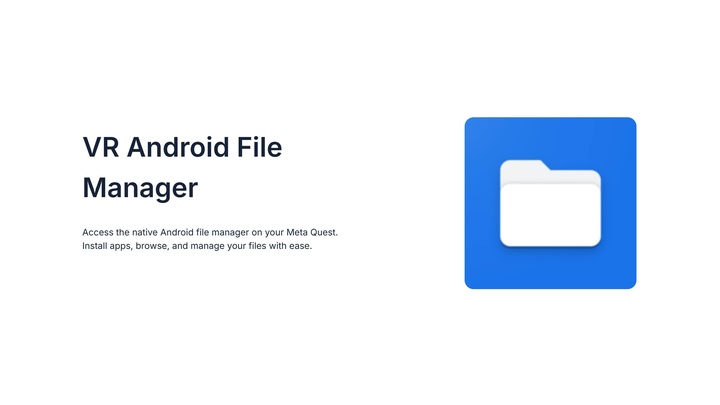 VR Android File
Manager
Access the native Android file manager on your Meta Quest.
Install apps, browse, and manage your files with ease.